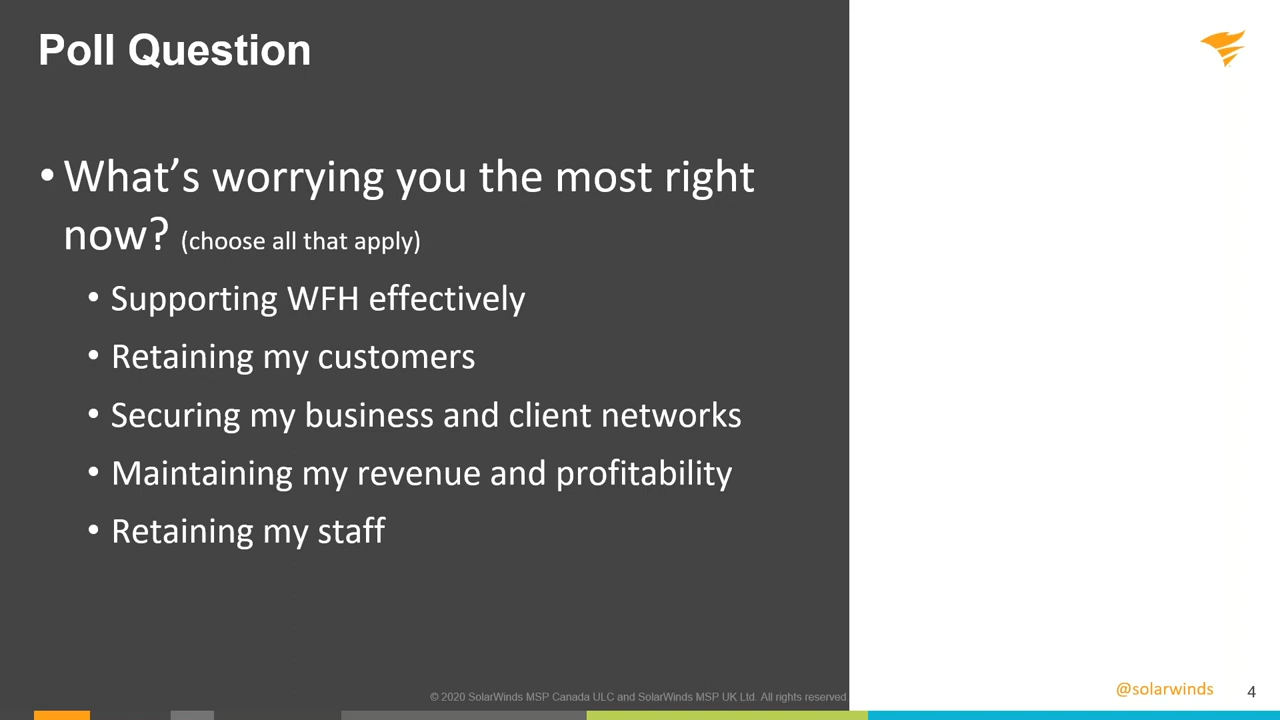 Poll Question
• What’s worrying you the most right
now? (choose all that apply)
• Supporting WFH effectively
• Retaining my customers
• Securing my business and client networks
• Maintaining my revenue and profitability
• Retaining my staff
© 2020 SolarWinds MSP Canada ULC and SolarWinds MSP UK Ltd. All rights reserved.
@solarwinds
4